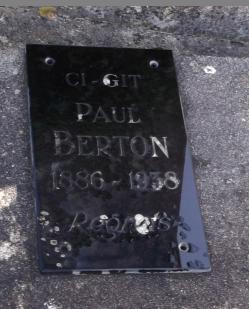 CI-GIT
PAUL
BERTON
1886-1938
Regrets